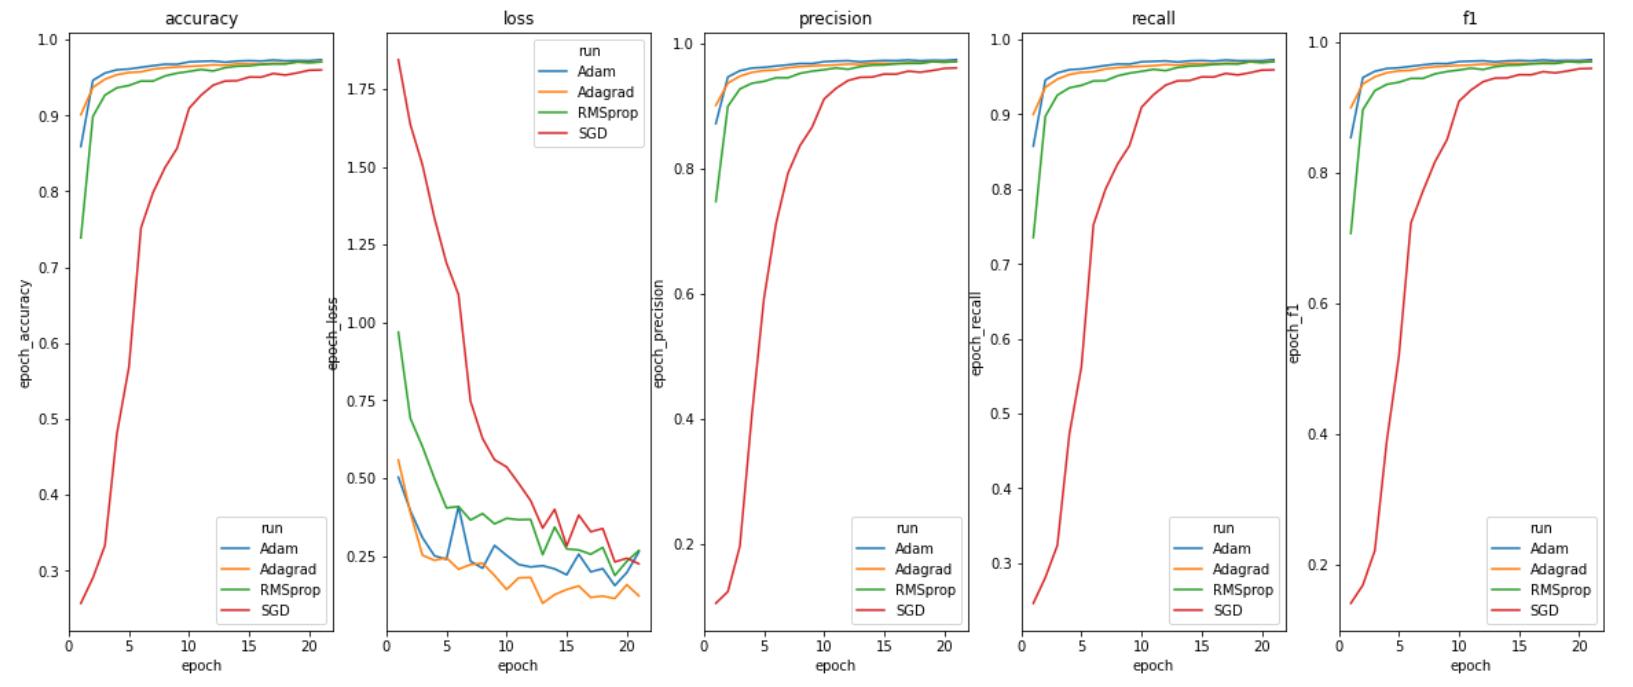 accuracy
1.0
0.9
0.8
0.7
0.6
0.5
0.4
0.3
epoch_accuracy
0 5 10 15 20
epoch
run
Adam
Adagrad
RMSprop
SGD
loss
1.75
1.50
1.25
1.00
0.75
0.50
0.25
epoch_loss
0 5 10 15 20
epoch
run
Adam
Adagrad
RMSprop
SGD
precision
1.0
0.8
0.6
0.4
0.2
epoch_precision
0 5 10 15 20
epoch
run
Adam
Adagrad
RMSprop
SGD
recall
1.0
0.9
0.8
0.7
0.6
0.5
0.4
0.3
epoch_recall
0 5 10 15 20
epoch
run
Adam
Adagrad
RMSprop
SGD
f1
1.0
0.8
0.6
0.4
0.2
epoch_f1
0 5 10 15 20
epoch
run
Adam
Adagrad
RMSprop
SGD